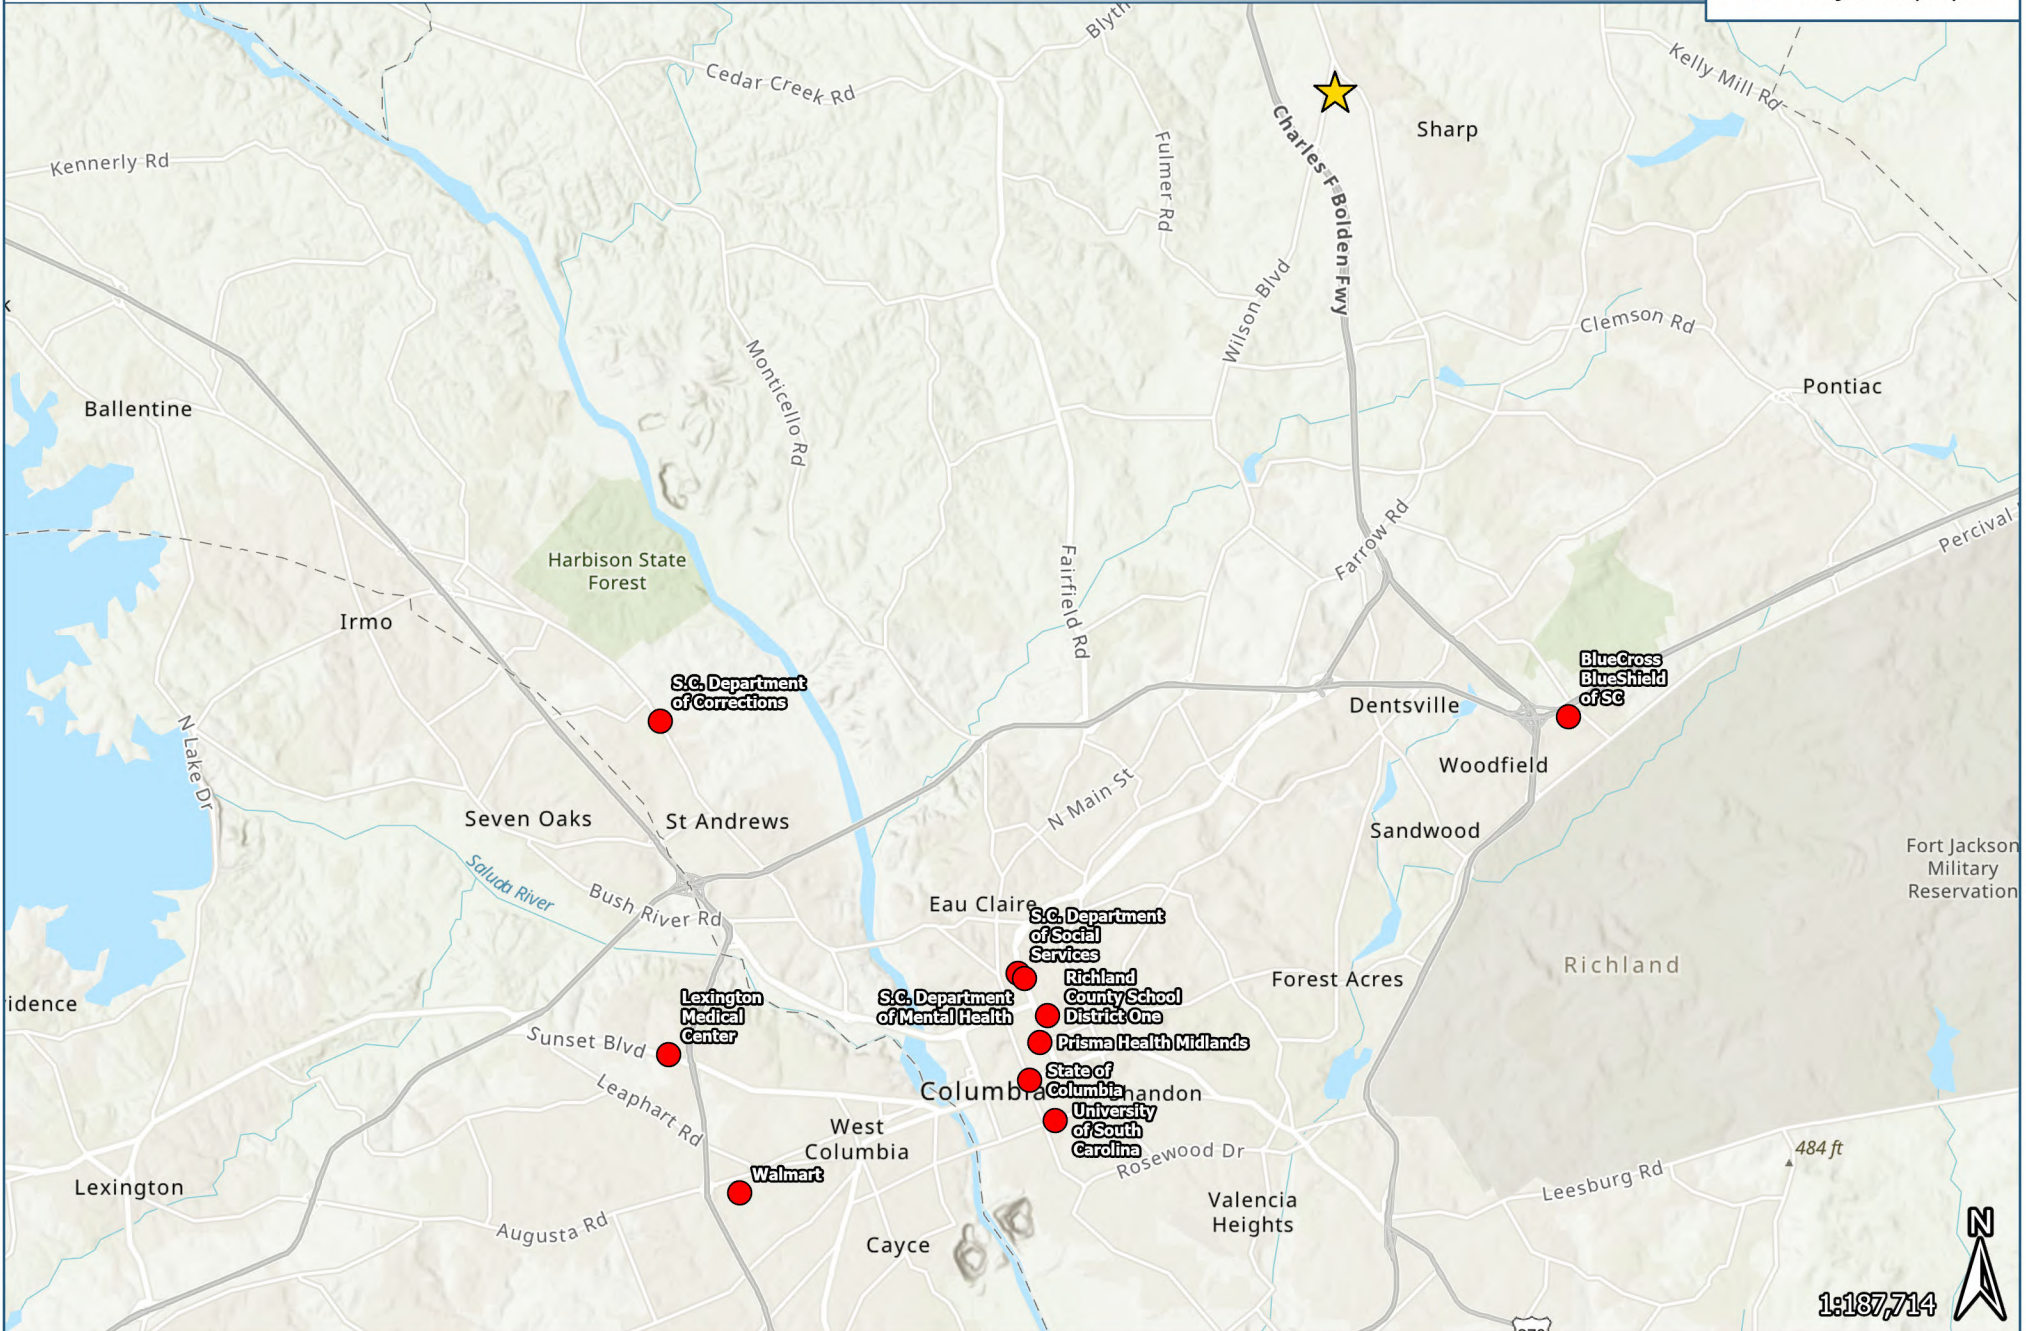 Blyth
Kelly Mill Rd
Cedar Creek Rd
Sharp
Charles F Bolden Fwy
Kennerly Rd
Fulmer Rd
k
Wilson Blvd
Clemson Rd
Monticello Rd
Pontiac
Ballentine
Farrow Rd
Percival
Harbison State
Forest
Fairfield Rd
Irmo
BlueCross
BlueShield
of SC
S.C. Department
of Corrections
Dentsville
N Lake Dr
Woodfield
N Main St
Seven Oaks
St Andrews
Sandwood
Fort Jackson
Military
Reservation
Saluda River
Bush River Rd
Eau Claire
S.C. Department
of Social
Services
Richland
Forest Acres
Richland
County School
District One
S.C. Department
of Mental Health
Lexington
Medical
Center
idence
Sunset Blvd
Prisma Health Midlands
State of
Columbia
Columbia
handon
Leaphart Rd
University
of South
Carolina
West
Columbia
Rosewood Dr
484 ft
Walmart
Lexington
Leesburg Rd
Valencia
Heights
Augusta Rd
Cayce
N
1:187,714